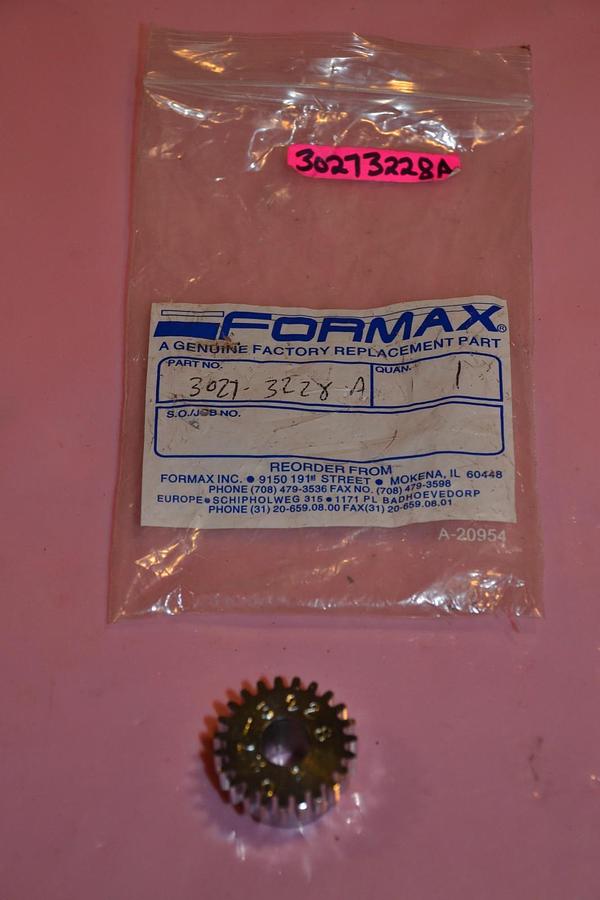 30273228A
FORMAX®
A GENUINE FACTORY REPLACEMENT PART
PART NO.
3027-3228 A
QUAN.
1
S.O./JOB NO.
REORDER FROM
FORMAX INC. ● 9150 191st STREET ● MOKENA, IL 60448
PHONE (708) 479-3536 FAX NO. (708) 479-3598
EUROPE ● SCHIPHOLWEG 315 ● 1171 PL BADHOEVEDORP
PHONE (31) 20-659.08.00 FAX(31) 20-659.08.01
A-20954